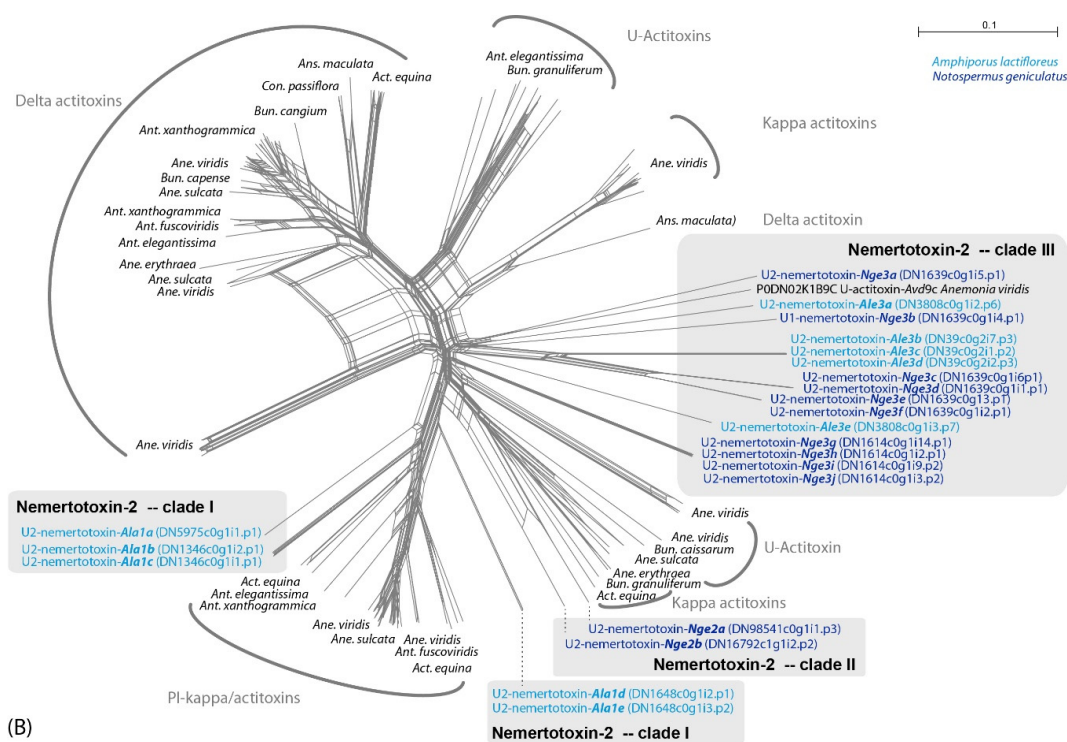 U-Actitoxins
0.1
Ant. elegantissima
Bun. granuliferum
Amphiporus lactifloreus
Notospermus geniculatus
Ans. maculata
Act. equina
Con. passiflora
Delta actitoxins
Bun. cangium
Ant. xanthogrammica
Kappa actitoxins
Ane. viridis
Ane. viridis
Bun. capense
Ane. sulcata
Ant. xanthogrammica
Ant. fuscoviridis
Ant. elegantissima
Ans. maculata)
Delta actitoxin
Ane. erythraea
Ane. sulcata
Ane. viridis
Nemertotoxin-2 -- clade III
U2-nemertotoxin-Nge3a (DN1639c0g1i5.p1)
P0DN02K1B9C U-actitoxin-Avd9c Anemonia viridis
U2-nemertotoxin-Ale3a (DN3808c0g1i2.p6)
U1-nemertotoxin-Nge3b (DN1639c0g1i4.p1)
U2-nemertotoxin-Ale3b (DN39c0g2i7.p3)
U2-nemertotoxin-Ale3c (DN39c0g2i1.p2)
U2-nemertotoxin-Ale3d (DN39c0g2i2.p3)
U2-nemertotoxin-Nge3c (DN1639c0g1i6p1)
U2-nemertotoxin-Nge3d (DN1639c0g1i1.p1)
U2-nemertotoxin-Nge3e (DN1639c0g13.p1)
U2-nemertotoxin-Nge3f (DN1639c0g1i2.p1)
U2-nemertotoxin-Ale3e (DN3808c0g1i3.p7)
U2-nemertotoxin-Nge3g (DN1614c0g1i14.p1)
U2-nemertotoxin-Nge3h (DN1614c0g1i2.p1)
U2-nemertotoxin-Nge3i (DN1614c0g1i9.p2)
U2-nemertotoxin-Nge3j (DN1614c0g1i3.p2)
Ane. viridis
Nemertotoxin-2 -- clade I
U2-nemertotoxin-Ala1a (DN5975c0g1i1.p1)
U2-nemertotoxin-Ala1b (DN1346c0g1i2.p1)
U2-nemertotoxin-Ala1c (DN1346c0g1i1.p1)
Ane. viridis
Ane. viridis
Bun. caissarum
Ane. sulcata
U-Actitoxin
Ane. erythraea
Bun. granuliferum
Act. equina
Kappa actitoxins
Act. equina
Ant. elegantissima
Ant. xanthogrammica
Ane. viridis
Ane. sulcata
Ane. viridis
Ant. fuscoviridis
Act. equina
PI-kappa/actitoxins
U2-nemertotoxin-Nge2a (DN98541c0g1i1.p3)
U2-nemertotoxin-Nge2b (DN16792c1g1i2.p2)
Nemertotoxin-2 -- clade II
U2-nemertotoxin-Ala1d (DN1648c0g1i2.p1)
U2-nemertotoxin-Ala1e (DN1648c0g1i3.p2)
Nemertotoxin-2 -- clade I
(B)